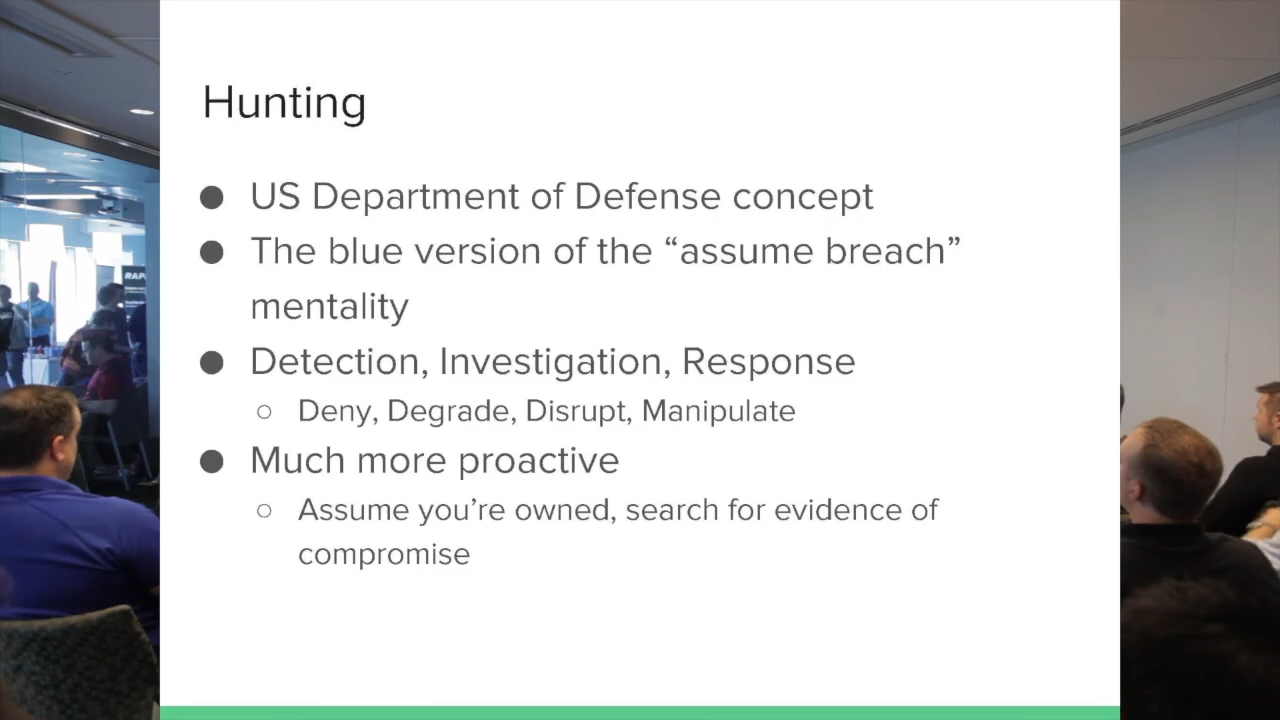 Hunting
● US Department of Defense concept
● The blue version of the “assume breach”
mentality
● Detection, Investigation, Response
○ Deny, Degrade, Disrupt, Manipulate
● Much more proactive
○ Assume you’re owned, search for evidence of
compromise
RAP